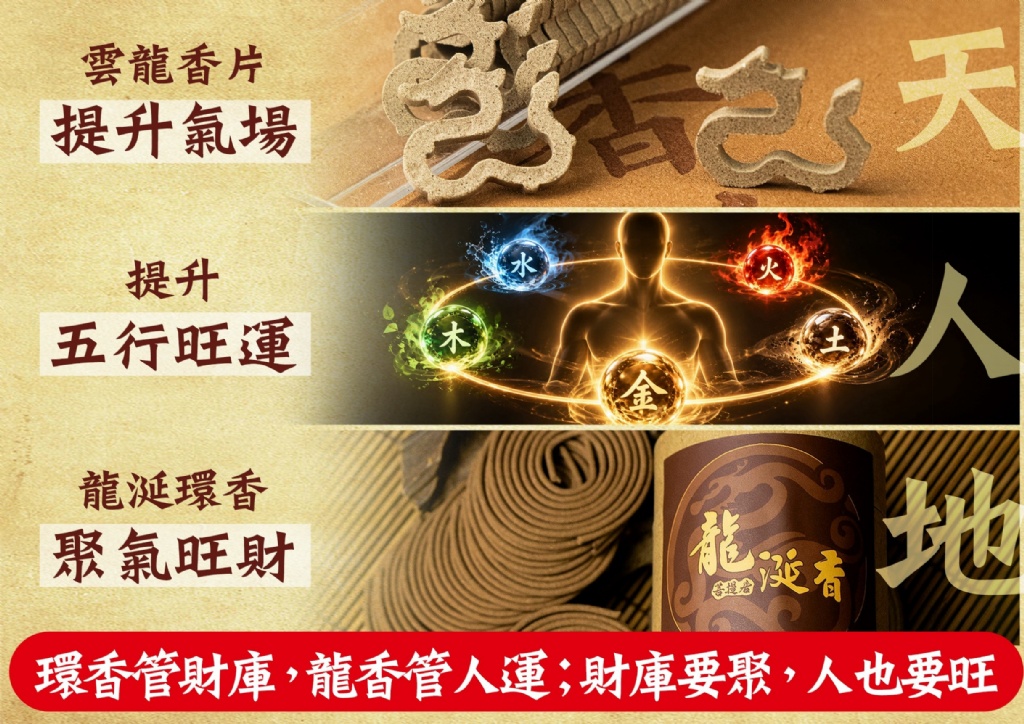 雲龍香片
提升氣場
香
天
提升
五行旺運
水
火
木
土
金
人
龍涎環香
聚氣旺財
龍涎香
菩提香
地
環香管財庫，龍香管人運；財庫要聚，人也要旺